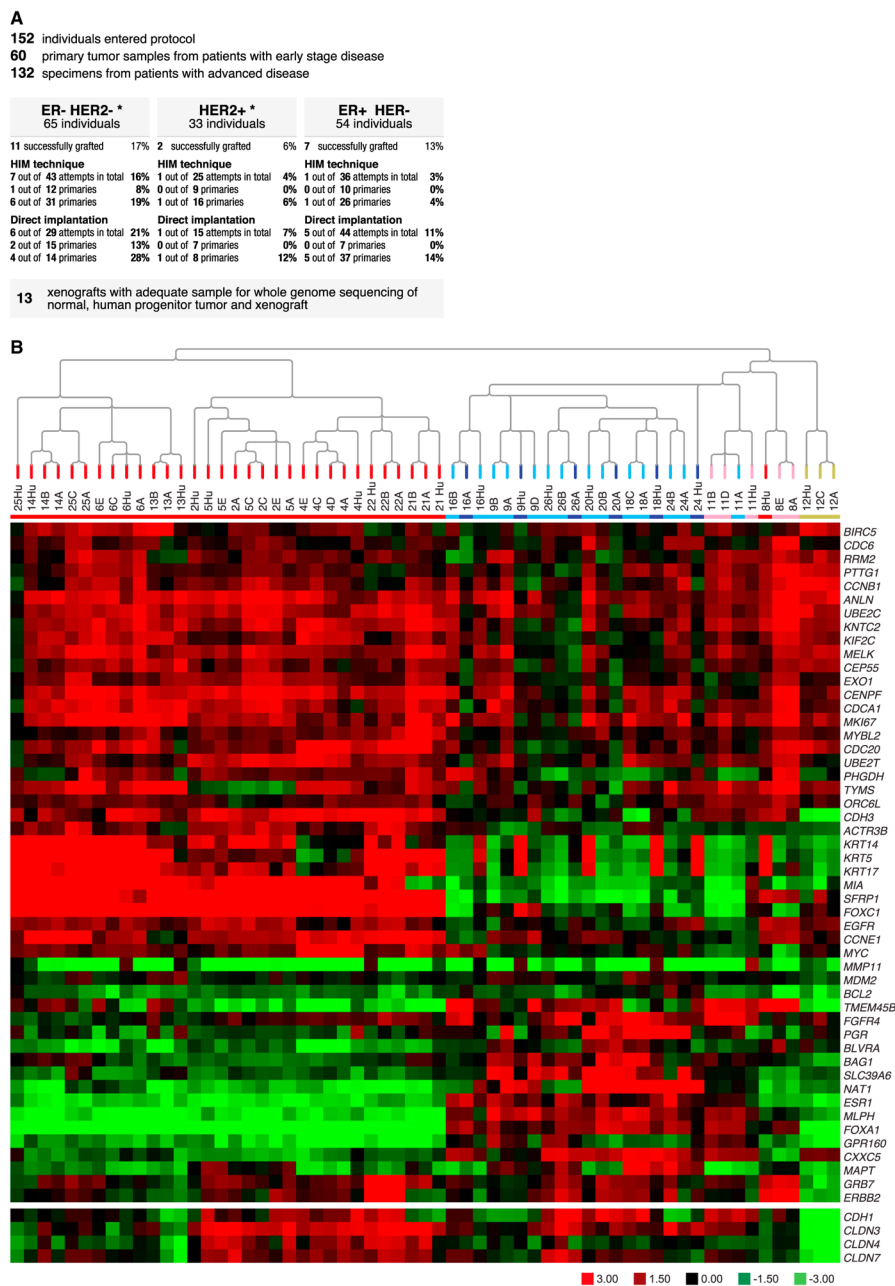 A
152 individuals entered protocol
60 primary tumor samples from patients with early stage disease
132 specimens from patients with advanced disease
ER- HER2- *
65 individuals
11 successfully grafted 17%
HIM technique
7 out of 43 attempts in total 16%
1 out of 12 primaries 8%
6 out of 31 primaries 19%
Direct implantation
6 out of 29 attempts in total 21%
2 out of 15 primaries 13%
4 out of 14 primaries 28%
HER2+ *
33 individuals
2 successfully grafted 6%
HIM technique
1 out of 25 attempts in total 4%
0 out of 9 primaries 0%
1 out of 16 primaries 6%
Direct implantation
1 out of 15 attempts in total 7%
0 out of 7 primaries 0%
1 out of 8 primaries 12%
ER+ HER-
54 individuals
7 successfully grafted 13%
HIM technique
1 out of 36 attempts in total 3%
0 out of 10 primaries 0%
1 out of 26 primaries 4%
Direct implantation
5 out of 44 attempts in total 11%
0 out of 7 primaries 0%
5 out of 37 primaries 14%
13 xenografts with adequate sample for whole genome sequencing of
normal, human progenitor tumor and xenograft
B
25Hu
14Hu
14B
14A
25C
25A
6E
6C
6Hu
6A
13B
13A
13Hu
2Hu
5Hu
5E
2A
5C
2C
2E
5A
4E
4C
4D
4A
4Hu
22 Hu
22B
22A
21B
21A
21 Hu
16B
16A
16Hu
9B
9A
9Hu
9D
26Hu
26B
26A
20Hu
20B
20A
18C
18A
18Hu
24B
24A
24 Hu
11B
11D
11A
11Hu
8Hu
8E
8A
12Hu
12C
12A
BIRC5
CDC6
RRM2
PTTG1
CCNB1
ANLN
UBE2C
KNTC2
KIF2C
MELK
CEP55
EXO1
CENPF
CDCA1
MKI67
MYBL2
CDC20
UBE2T
PHGDH
TYMS
ORC6L
CDH3
ACTR3B
KRT14
KRT5
KRT17
MIA
SFRP1
FOXC1
EGFR
CCNE1
MYC
MMP11
MDM2
BCL2
TMEM45B
FGFR4
PGR
BLVRA
BAG1
SLC39A6
NAT1
ESR1
MLPH
FOXA1
GPR160
CXXC5
MAPT
GRB7
ERBB2
CDH1
CLDN3
CLDN4
CLDN7
3.00 1.50 0.00 -1.50 -3.00